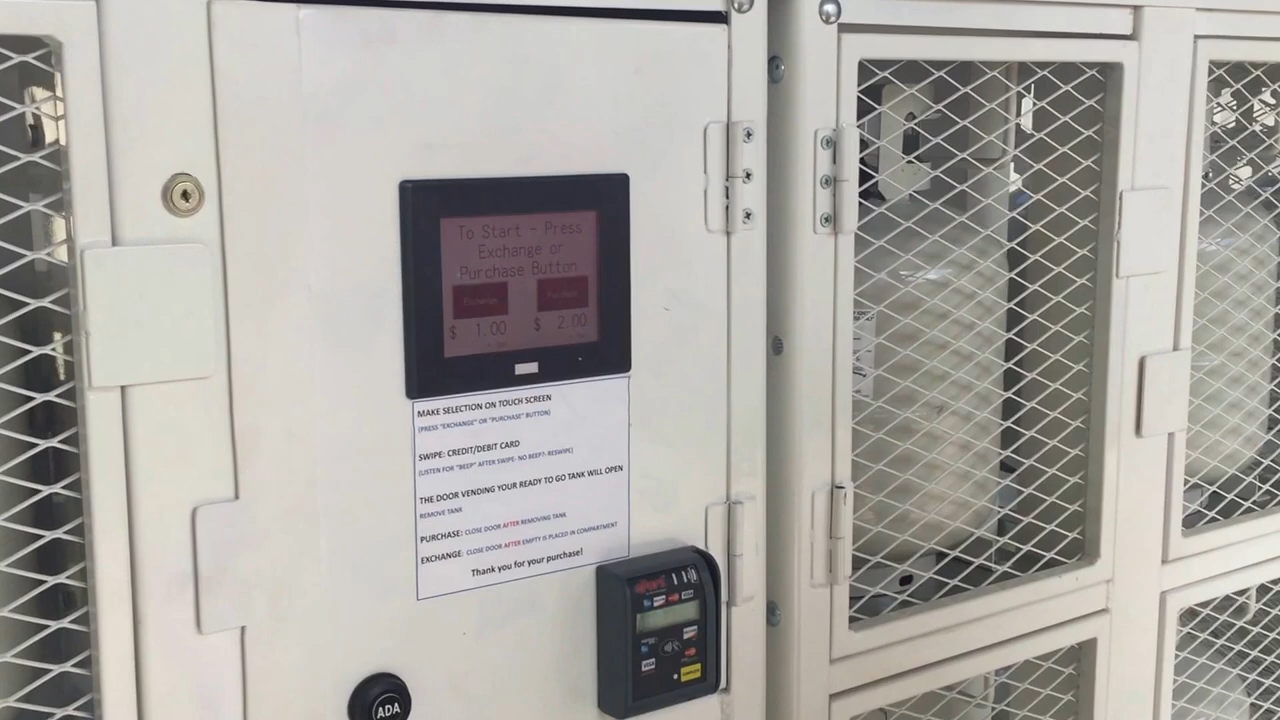 To Start - Press
Exchange or
Purchase Button
Exchange Purchase
$ 1.00 $ 2.00
MAKE SELECTION ON TOUCH SCREEN
(PRESS "EXCHANGE" OR "PURCHASE" BUTTON)
SWIPE: CREDIT/DEBIT CARD
(LISTEN FOR "BEEP" AFTER SWIPE- NO BEEP?- RESWIPE)
THE DOOR VENDING YOUR READY TO GO TANK WILL OPEN
REMOVE TANK
PURCHASE: CLOSE DOOR AFTER REMOVING TANK
EXCHANGE: CLOSE DOOR AFTER EMPTY IS PLACED IN COMPARTMENT
Thank you for your purchase!
ePort
VISA
VISA
ADA